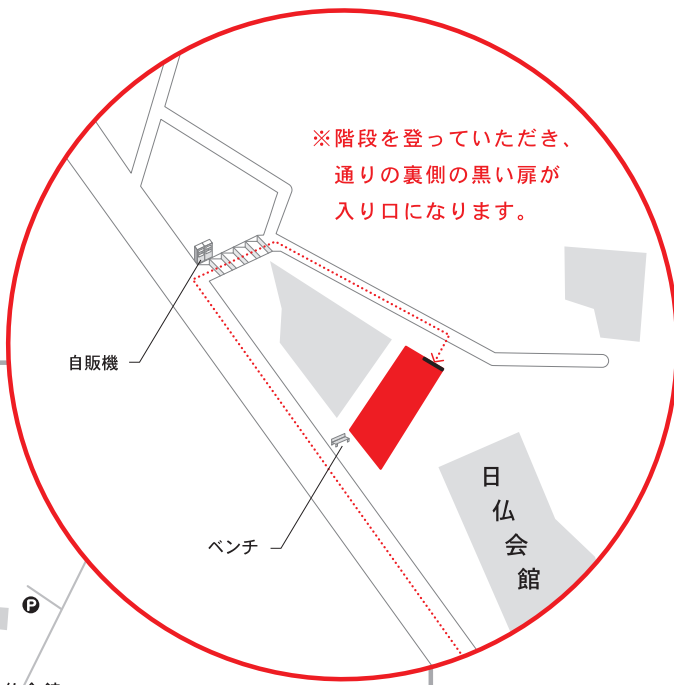 ※階段を登っていただき、
通りの裏側の黒い扉が
入り口になります。
自販機
ベンチ
日仏会館
P